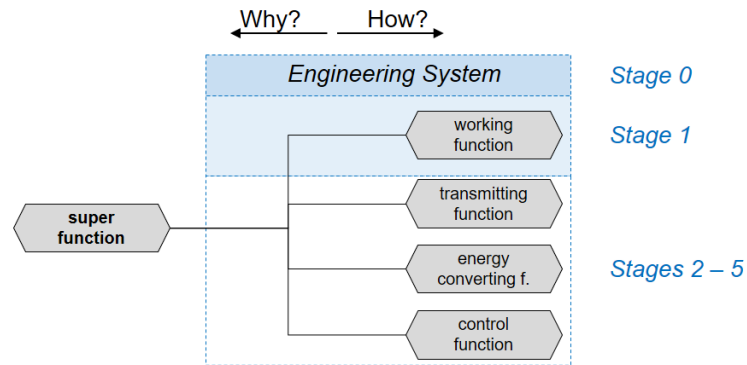 Why? How?
Engineering System
Stage 0
working
function
Stage 1
transmitting
function
super
function
energy
converting f.
Stages 2 – 5
control
function